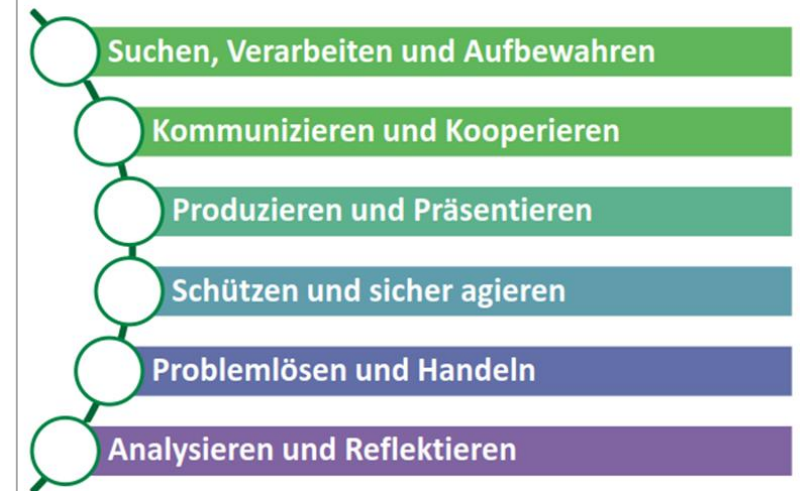 Suchen, Verarbeiten und Aufbewahren
Kommunizieren und Kooperieren
Produzieren und Präsentieren
Schützen und sicher agieren
Problemlösen und Handeln
Analysieren und Reflektieren